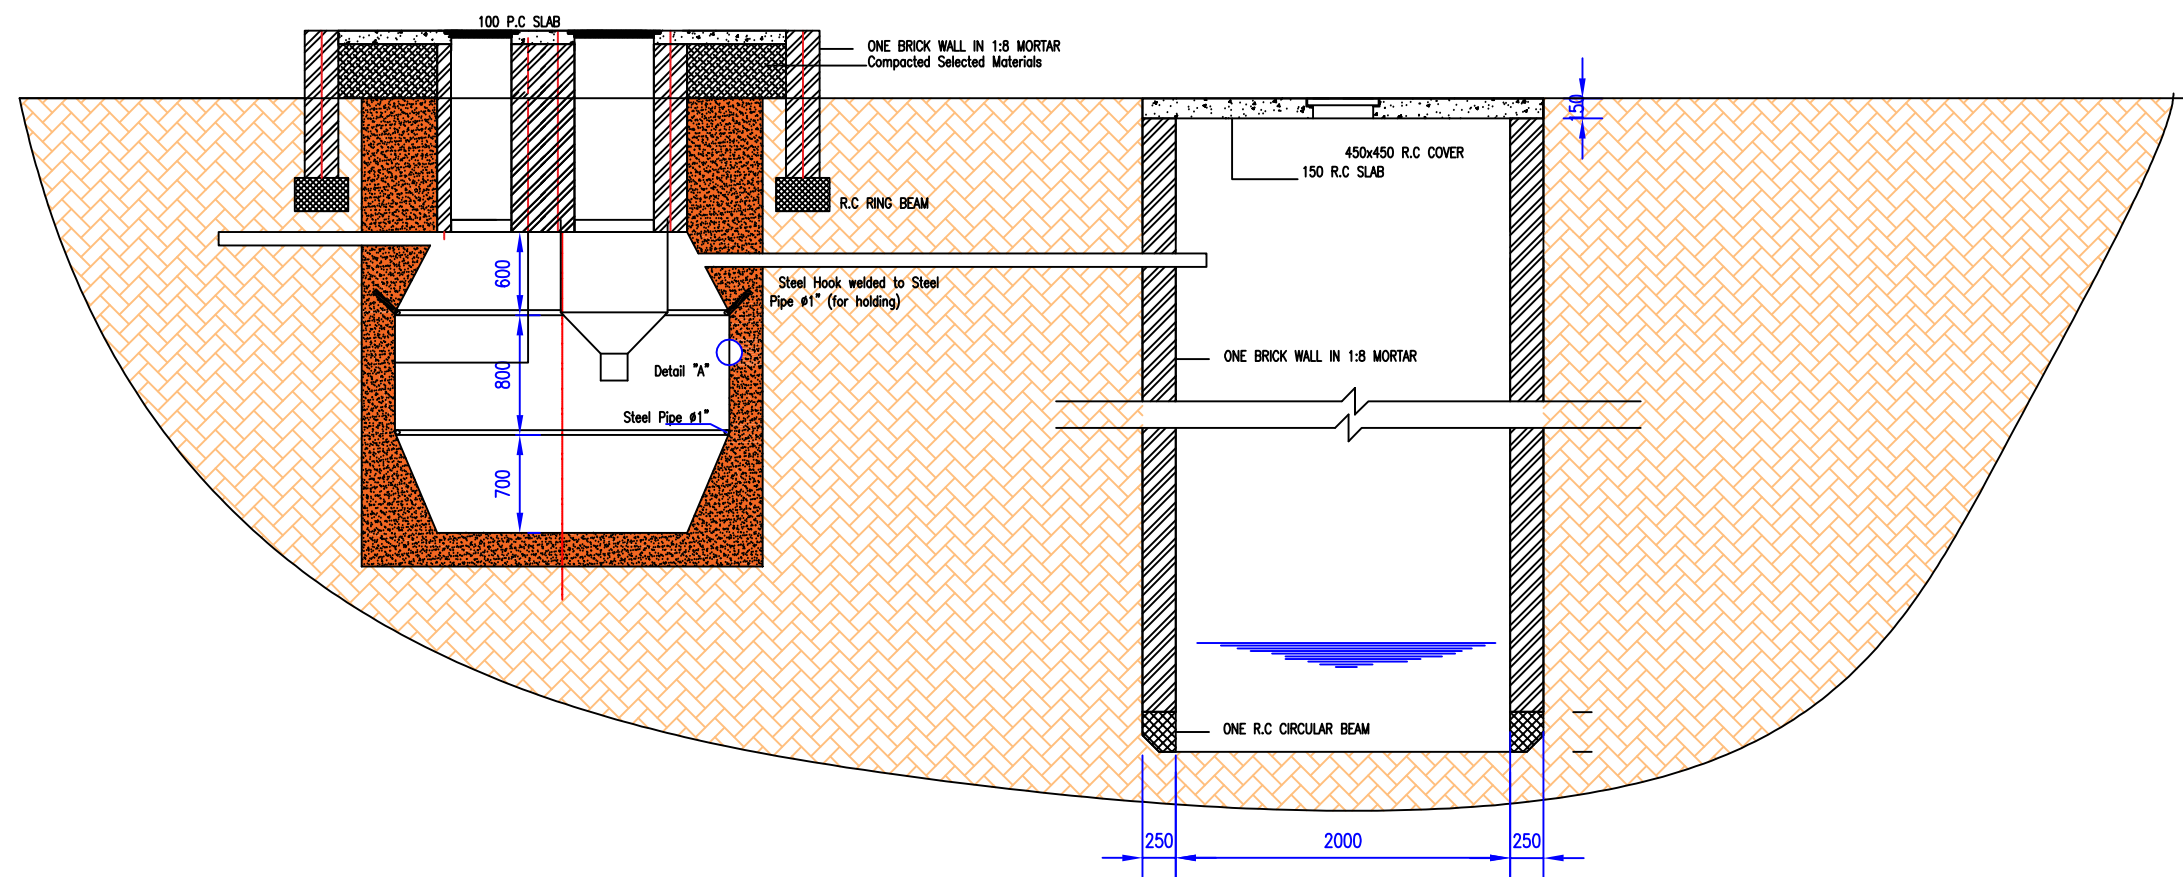 100 P.C SLAB
ONE BRICK WALL IN 1:8 MORTAR
Compacted Selected Materials
150
450x450 R.C COVER
150 R.C SLAB
R.C RING BEAM
600
Steel Hook welded to Steel
Pipe ø1" (for holding)
ONE BRICK WALL IN 1:8 MORTAR
800
Detail "A"
Steel Pipe ø1"
700
ONE R.C CIRCULAR BEAM
250
2000
250